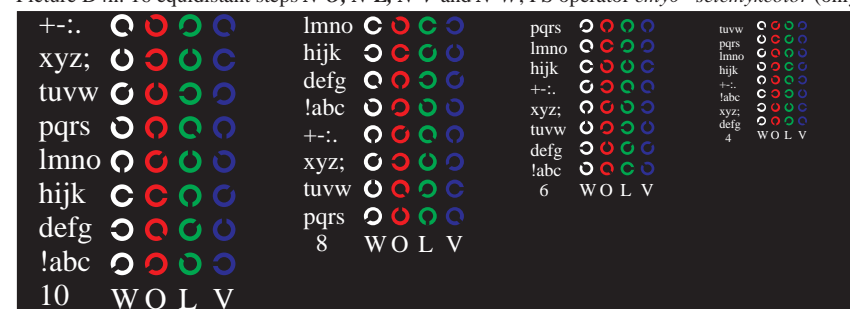 +-:.
xyz;
tuvw
pqrs
lmno
hijk
defg
!abc
10 W O L V
lmno
hijk
defg
!abc
+-:.
xyz;
tuvw
pqrs
8 W O L V
pqrs
lmno
hijk
+-:.
xyz;
tuvw
defg
!abc
6 W O L V
tuvw
pqrs
lmno
hijk
+-:.
!abc
xyz;
defg
4 W O L V